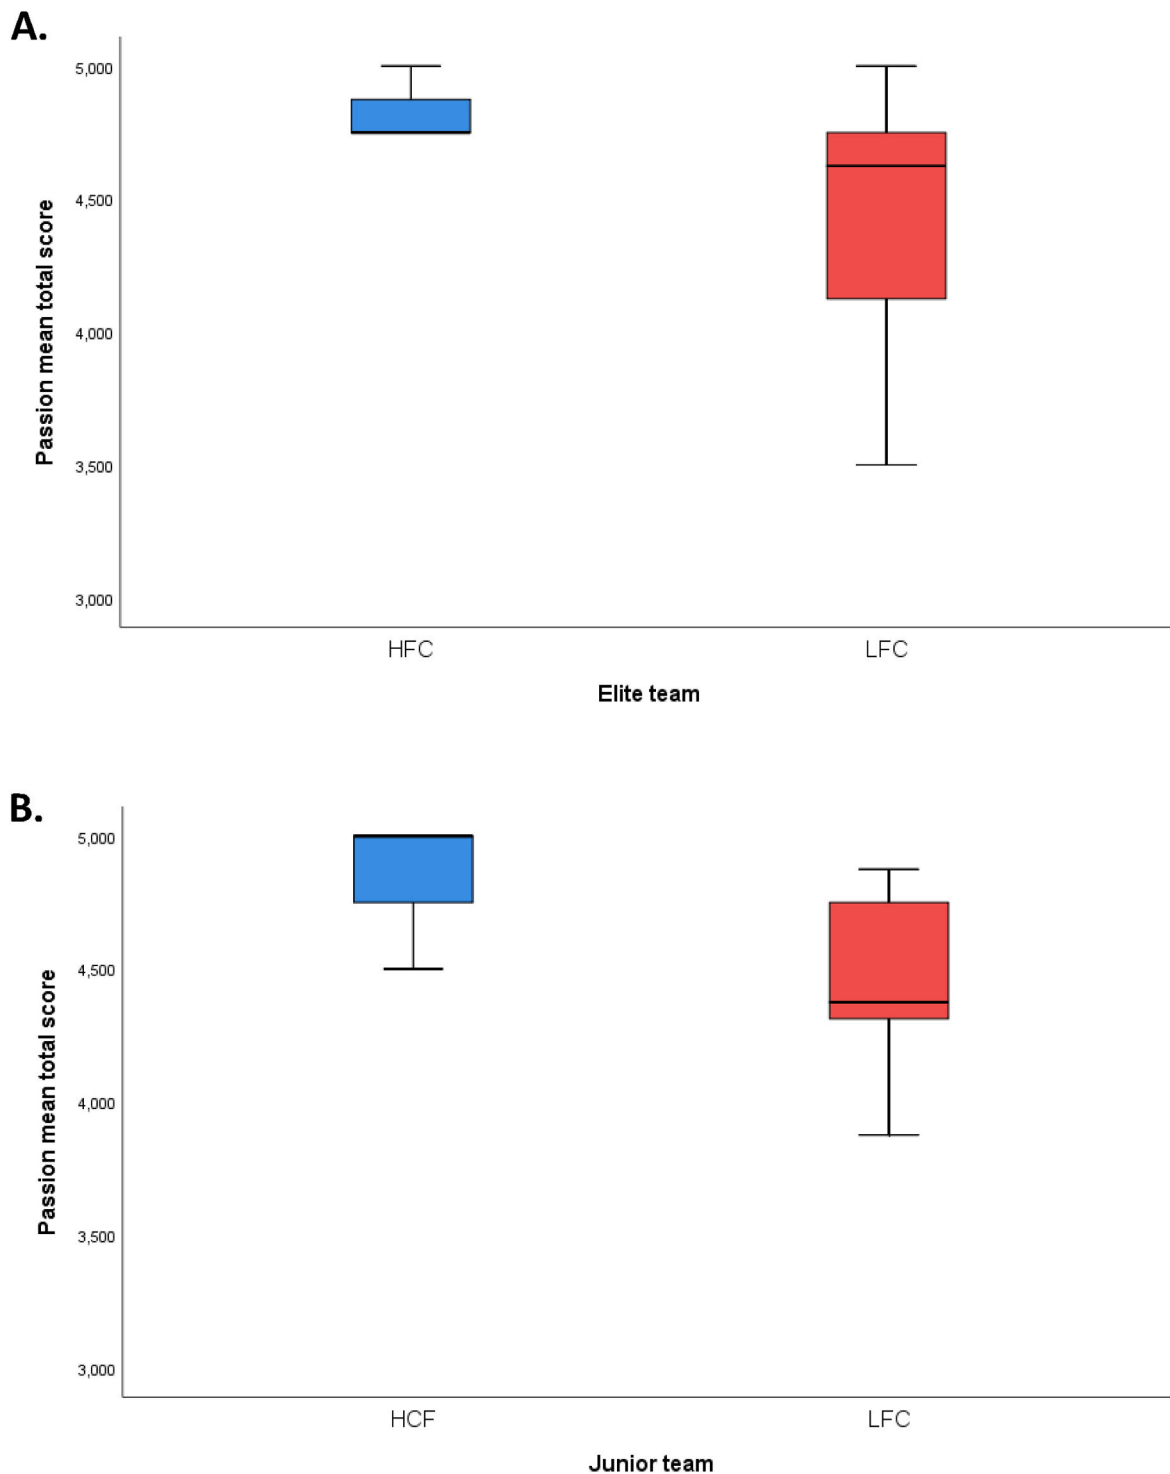 A.
Passion mean total score
5,000
4,500
4,000
3,500
3,000
HFC
LFC
Elite team
B.
Passion mean total score
5,000
4,500
4,000
3,500
3,000
HCF
LFC
Junior team